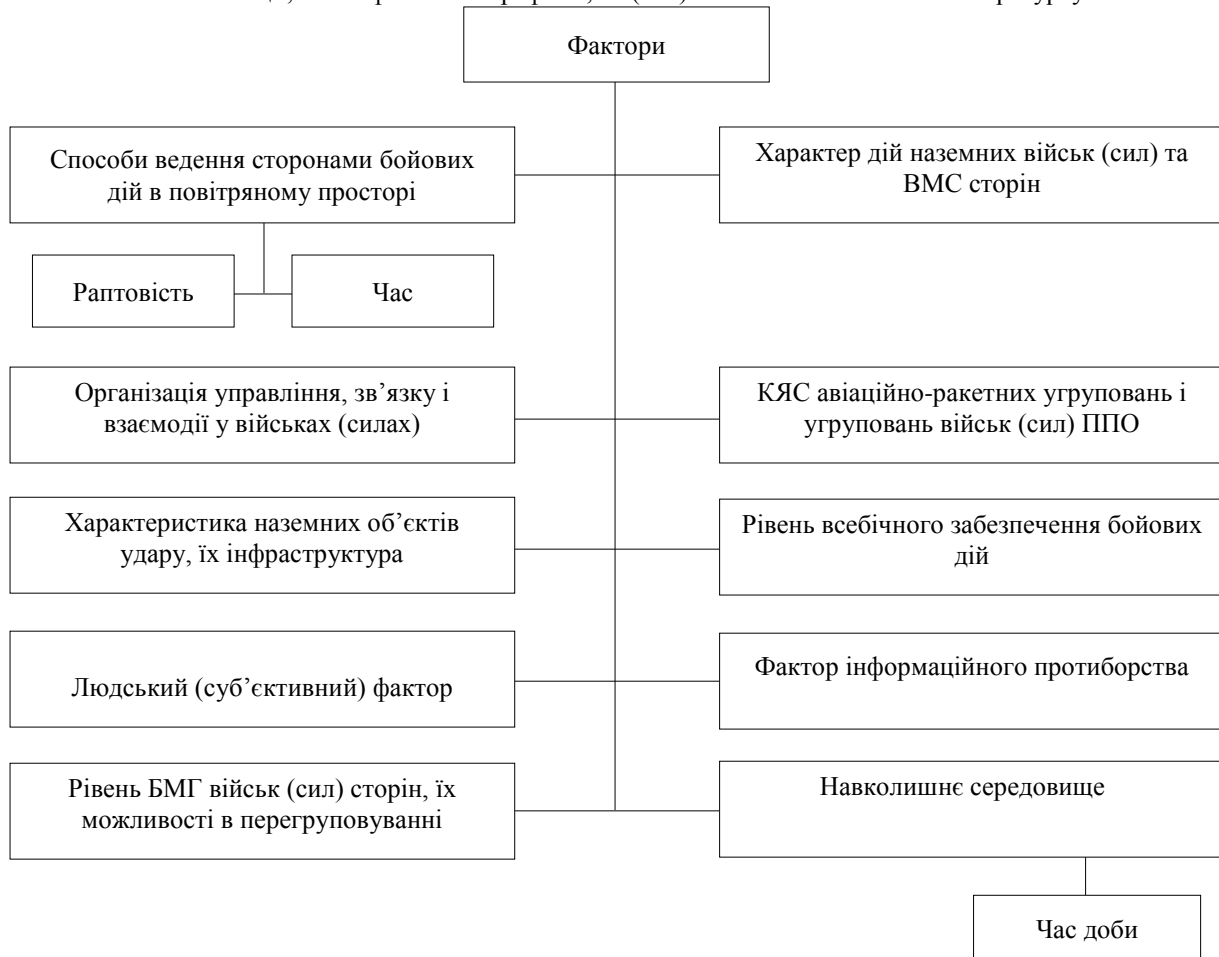 Фактори
Способи ведення сторонами бойових
дій в повітряному просторі
Характер дій наземних військ (сил) та
ВМС сторін
Раптовість
Час
Організація управління, зв’язку і
взаємодії у військах (силах)
КЯС авіаційно-ракетних угруповань і
угруповань військ (сил) ППО
Характеристика наземних об’єктів
удару, їх інфраструктура
Рівень всебічного забезпечення бойових
дій
Людський (суб’єктивний) фактор
Фактор інформаційного протиборства
Рівень БМГ військ (сил) сторін, їх
можливості в перегруповуванні
Навколишнє середовище
Час доби